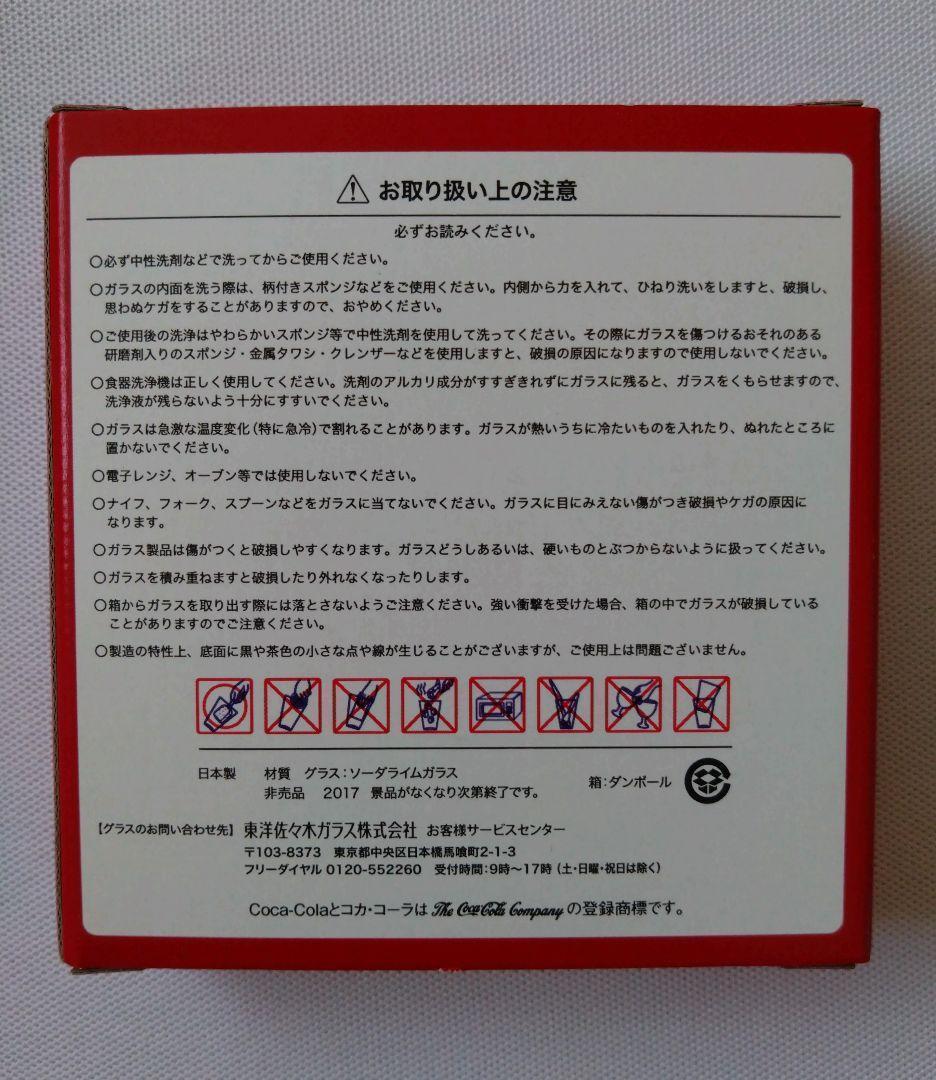 お取り扱い上の注意
必ずお読みください。
○必ず中性洗剤などで洗ってからご使用ください。
○ガラスの内面を洗う際は、柄付きスポンジなどをご使用ください。内側から力を入れて、ひねり洗いをしますと、破損し、
思わぬケガをすることがありますので、おやめください。
○ご使用後の洗浄はやわらかいスポンジ等で中性洗剤を使用して洗ってください。その際にガラスを傷つけるおそれのある
研磨剤入りのスポンジ・金属タワシ・クレンザーなどを使用しますと、破損の原因になりますので使用しないでください。
○食器洗浄機は正しく使用してください。洗剤のアルカリ成分がすすぎきれずにガラスに残ると、ガラスをくもらせますので、
洗浄液が残らないよう十分にすすいでください。
○ガラスは急激な温度変化(特に急冷)で割れることがあります。ガラスが熱いうちに冷たいものを入れたり、ぬれたところに
置かないでください。
○電子レンジ、オーブン等では使用しないでください。
○ナイフ、フォーク、スプーンなどをガラスに当てないでください。ガラスに目にみえない傷がつき破損やケガの原因に
なります。
○ガラス製品は傷がつくと破損しやすくなります。ガラスどうしあるいは、硬いものとぶつからないように扱ってください。
○ガラスを積み重ねますと破損したり外れなくなったりします。
○箱からガラスを取り出す際には落とさないようご注意ください。強い衝撃を受けた場合、箱の中でガラスが破損している
ことがありますのでご注意ください。
○製造の特性上、底面に黒や茶色の小さな点や線が生じることがございますが、ご使用上は問題ございません。
日本製 材質 グラス:ソーダライムガラス
非売品 2017 景品がなくなり次第終了です。
箱:ダンボール
【グラスのお問い合わせ先】東洋佐々木ガラス株式会社 お客様サービスセンター
〒103-8373 東京都中央区日本橋馬喰町2-1-3
フリーダイヤル 0120-552260 受付時間:9時～17時(土・日曜・祝日は除く)
Coca-Colaとコカ・コーラは The Coca-Cola Company の登録商標です。